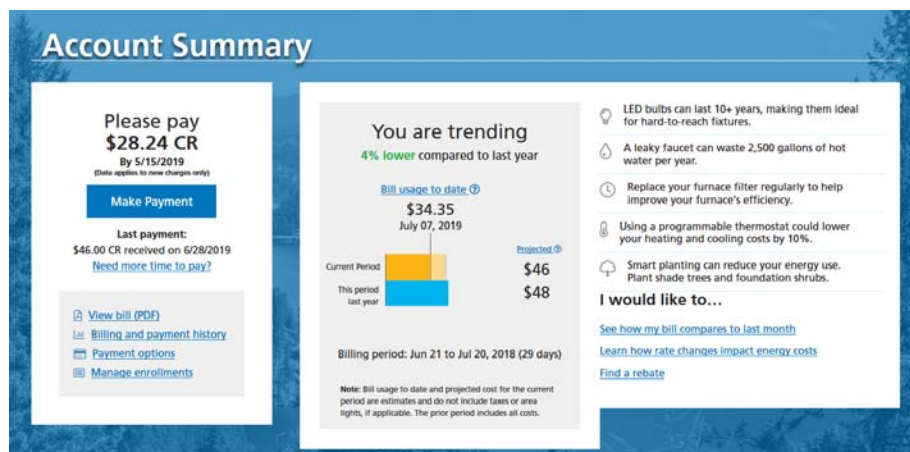 Account Summary
Please pay
$28.24 CR
By 5/15/2019
(Data applies to new charges only)
Make Payment
Last payment:
$46.00 CR received on 6/28/2019
Need more time to pay?
View bill (PDF)
Billing and payment history
Payment options
Manage enrollments
You are trending
4% lower compared to last year
Bill usage to date ?
$34.35
July 07, 2019
Projected ?
Current Period
$46
This period
last year
$48
Billing period: Jun 21 to Jul 20, 2018 (29 days)
Note: Bill usage to date and projected cost for the current
period are estimates and do not include taxes or area
lights, if applicable. The prior period includes all costs.
LED bulbs can last 10+ years, making them ideal
for hard-to-reach fixtures.
A leaky faucet can waste 2,500 gallons of hot
water per year.
Replace your furnace filter regularly to help
improve your furnace's efficiency.
Using a programmable thermostat could lower
your heating and cooling costs by 10%.
Smart planting can reduce your energy use.
Plant shade trees and foundation shrubs.
I would like to...
See how my bill compares to last month
Learn how rate changes impact energy costs
Find a rebate